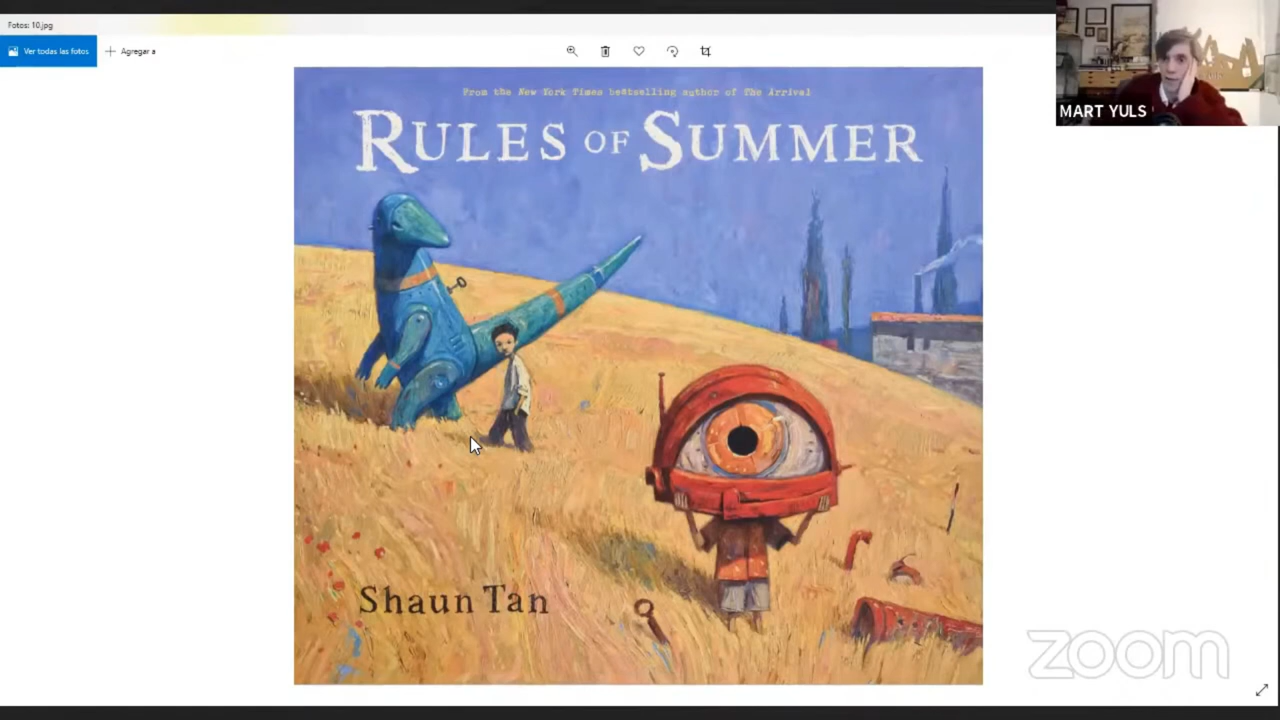 Fotos: 10.jpg
Ver todas las fotos
Agregar a
MART YULS
From the New York Times bestselling author of The Arrival
RULES OF SUMMER
Shaun Tan
zoom